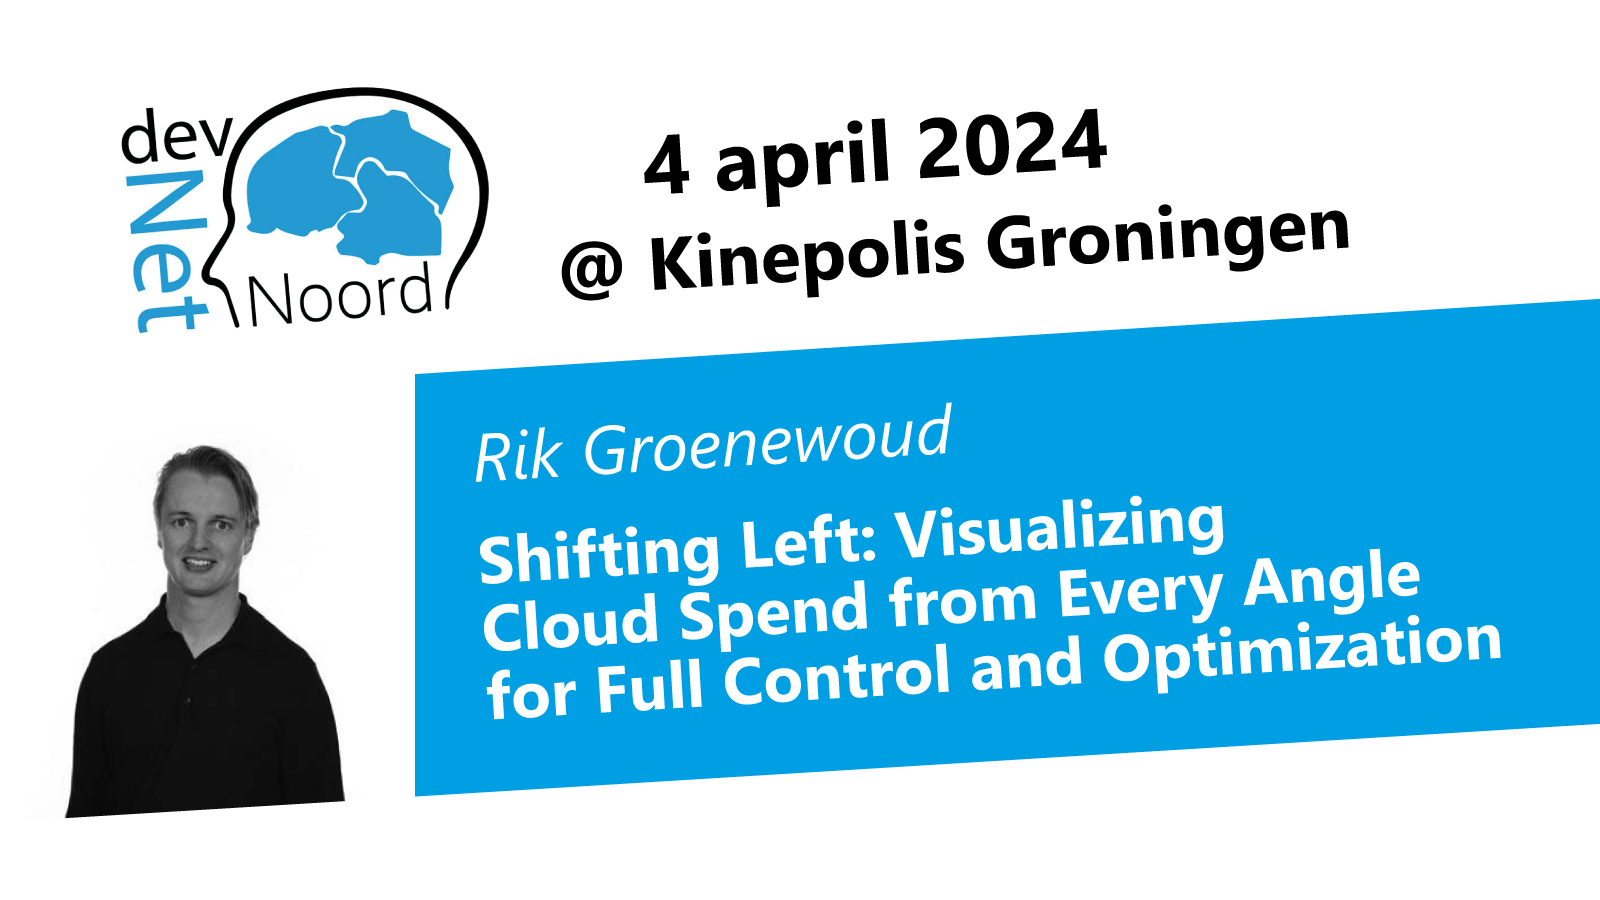 dev
Net
Noord
4 april 2024
@ Kinepolis Groningen
Rik Groenewoud
Shifting Left: Visualizing
Cloud Spend from Every Angle
for Full Control and Optimization